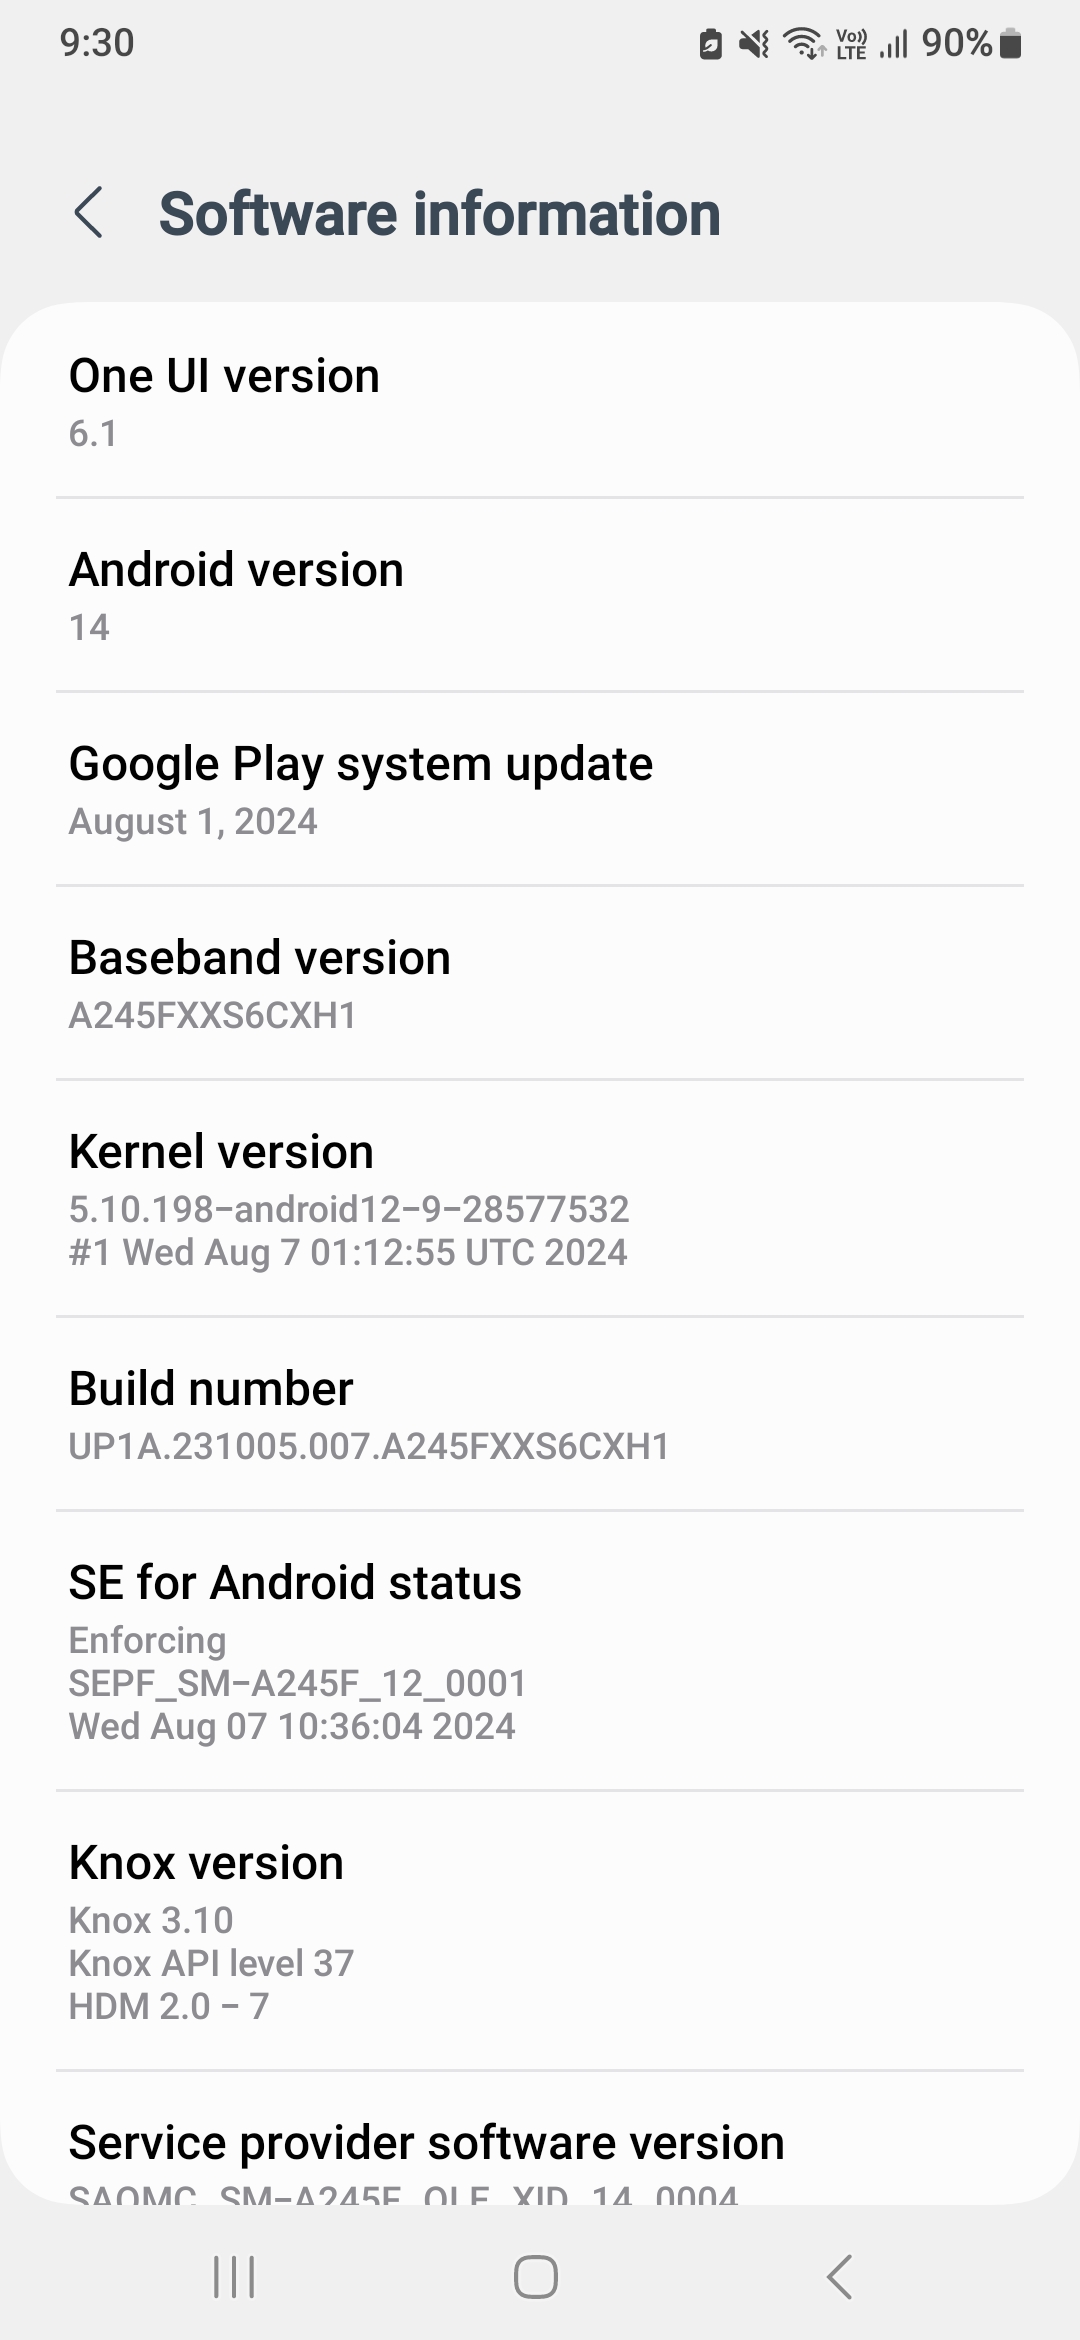 9:30
Vo))
LTE
90%
Software information
One UI version
6.1
Android version
14
Google Play system update
August 1, 2024
Baseband version
A245FXXS6CXH1
Kernel version
5.10.198-android12-9-28577532
#1 Wed Aug 7 01:12:55 UTC 2024
Build number
UP1A.231005.007.A245FXXS6CXH1
SE for Android status
Enforcing
SEPF_SM-A245F_12_0001
Wed Aug 07 10:36:04 2024
Knox version
Knox 3.10
Knox API level 37
HDM 2.0 - 7
Service provider software version